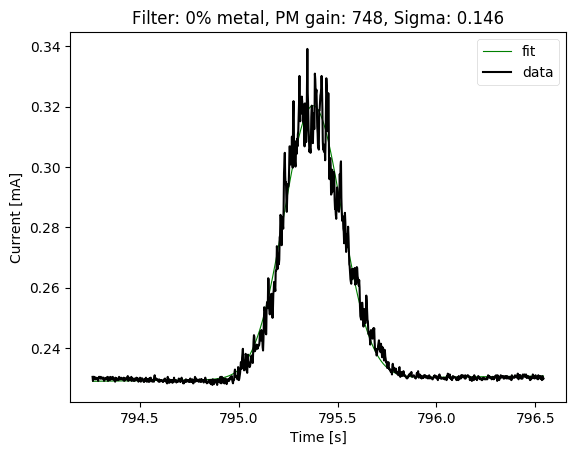 Filter: 0% metal, PM gain: 748, Sigma: 0.146
fit
data
0.34
0.32
0.30
0.28
0.26
0.24
Current [mA]
794.5 795.0 795.5 796.0 796.5
Time [s]